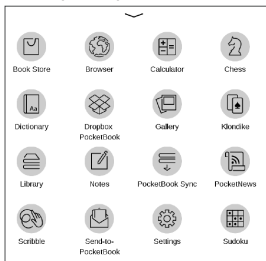 Book Store Browser Calculator Chess
Dictionary Dropbox PocketBook Gallery Klondike
Library Notes PocketBook Sync PocketNews
Scribble Send-to-PocketBook Settings Sudoku